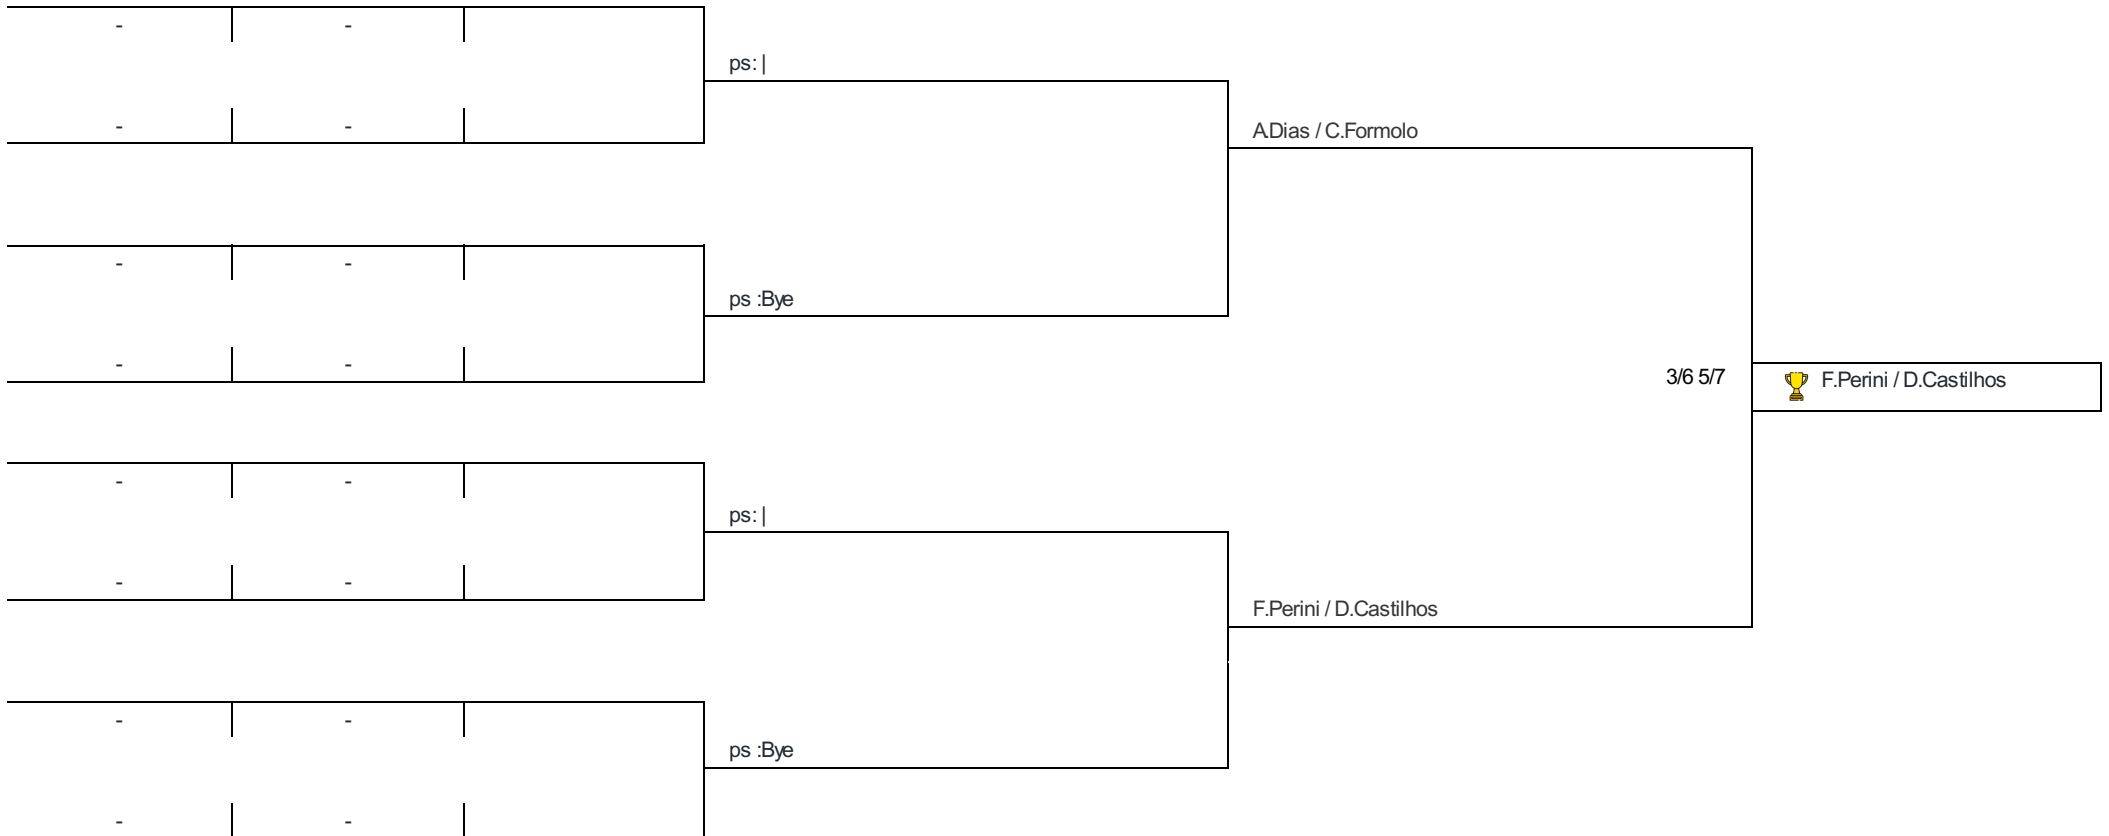 - -
ps: |
- -
A.Dias / C.Formolo
- -
ps :Bye
- -
3/6 5/7
F.Perini / D.Castilhos
- -
ps: |
- -
F.Perini / D.Castilhos
- -
ps :Bye
- -